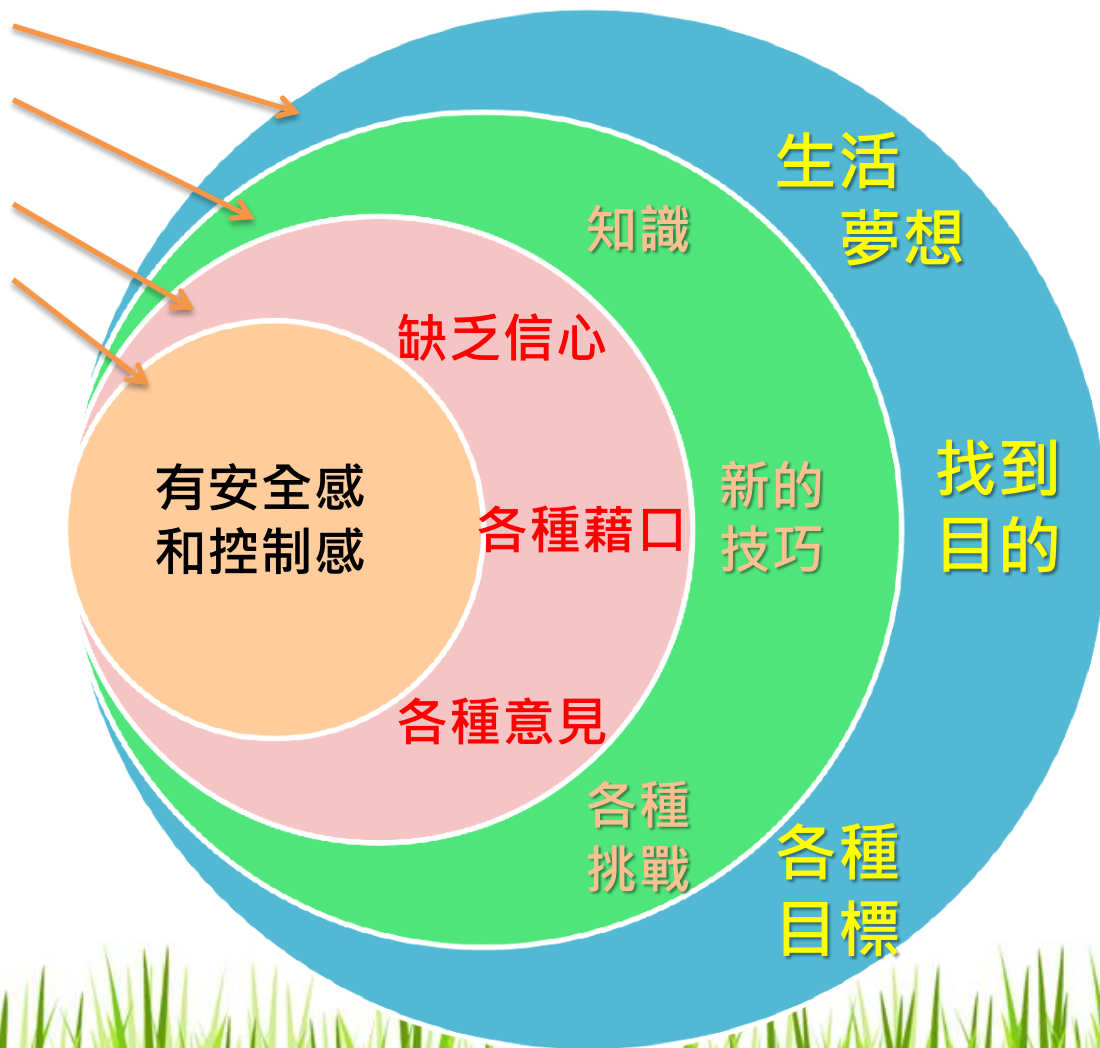 生活
夢想
知識
缺乏信心
有安全感
和控制感
各種藉口
新的
技巧
找到
目的
各種意見
各種
挑戰
各種
目標